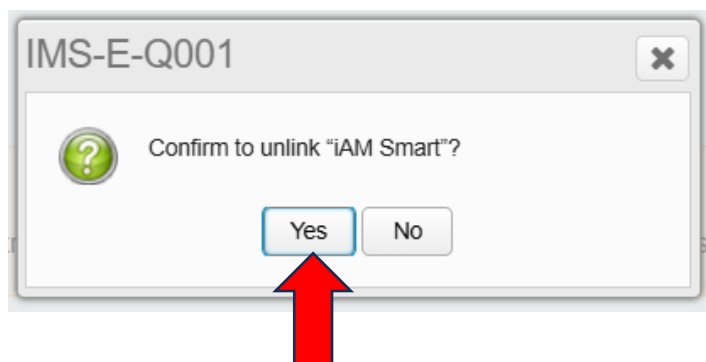 IMS-E-Q001
Confirm to unlink “iAM Smart”?
Yes No